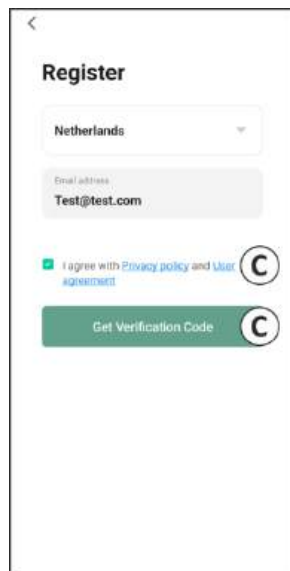 Register
Netherlands
Email address
Test@test.com
I agree with Privacy policy and User C
agreement
Get Verification Code C